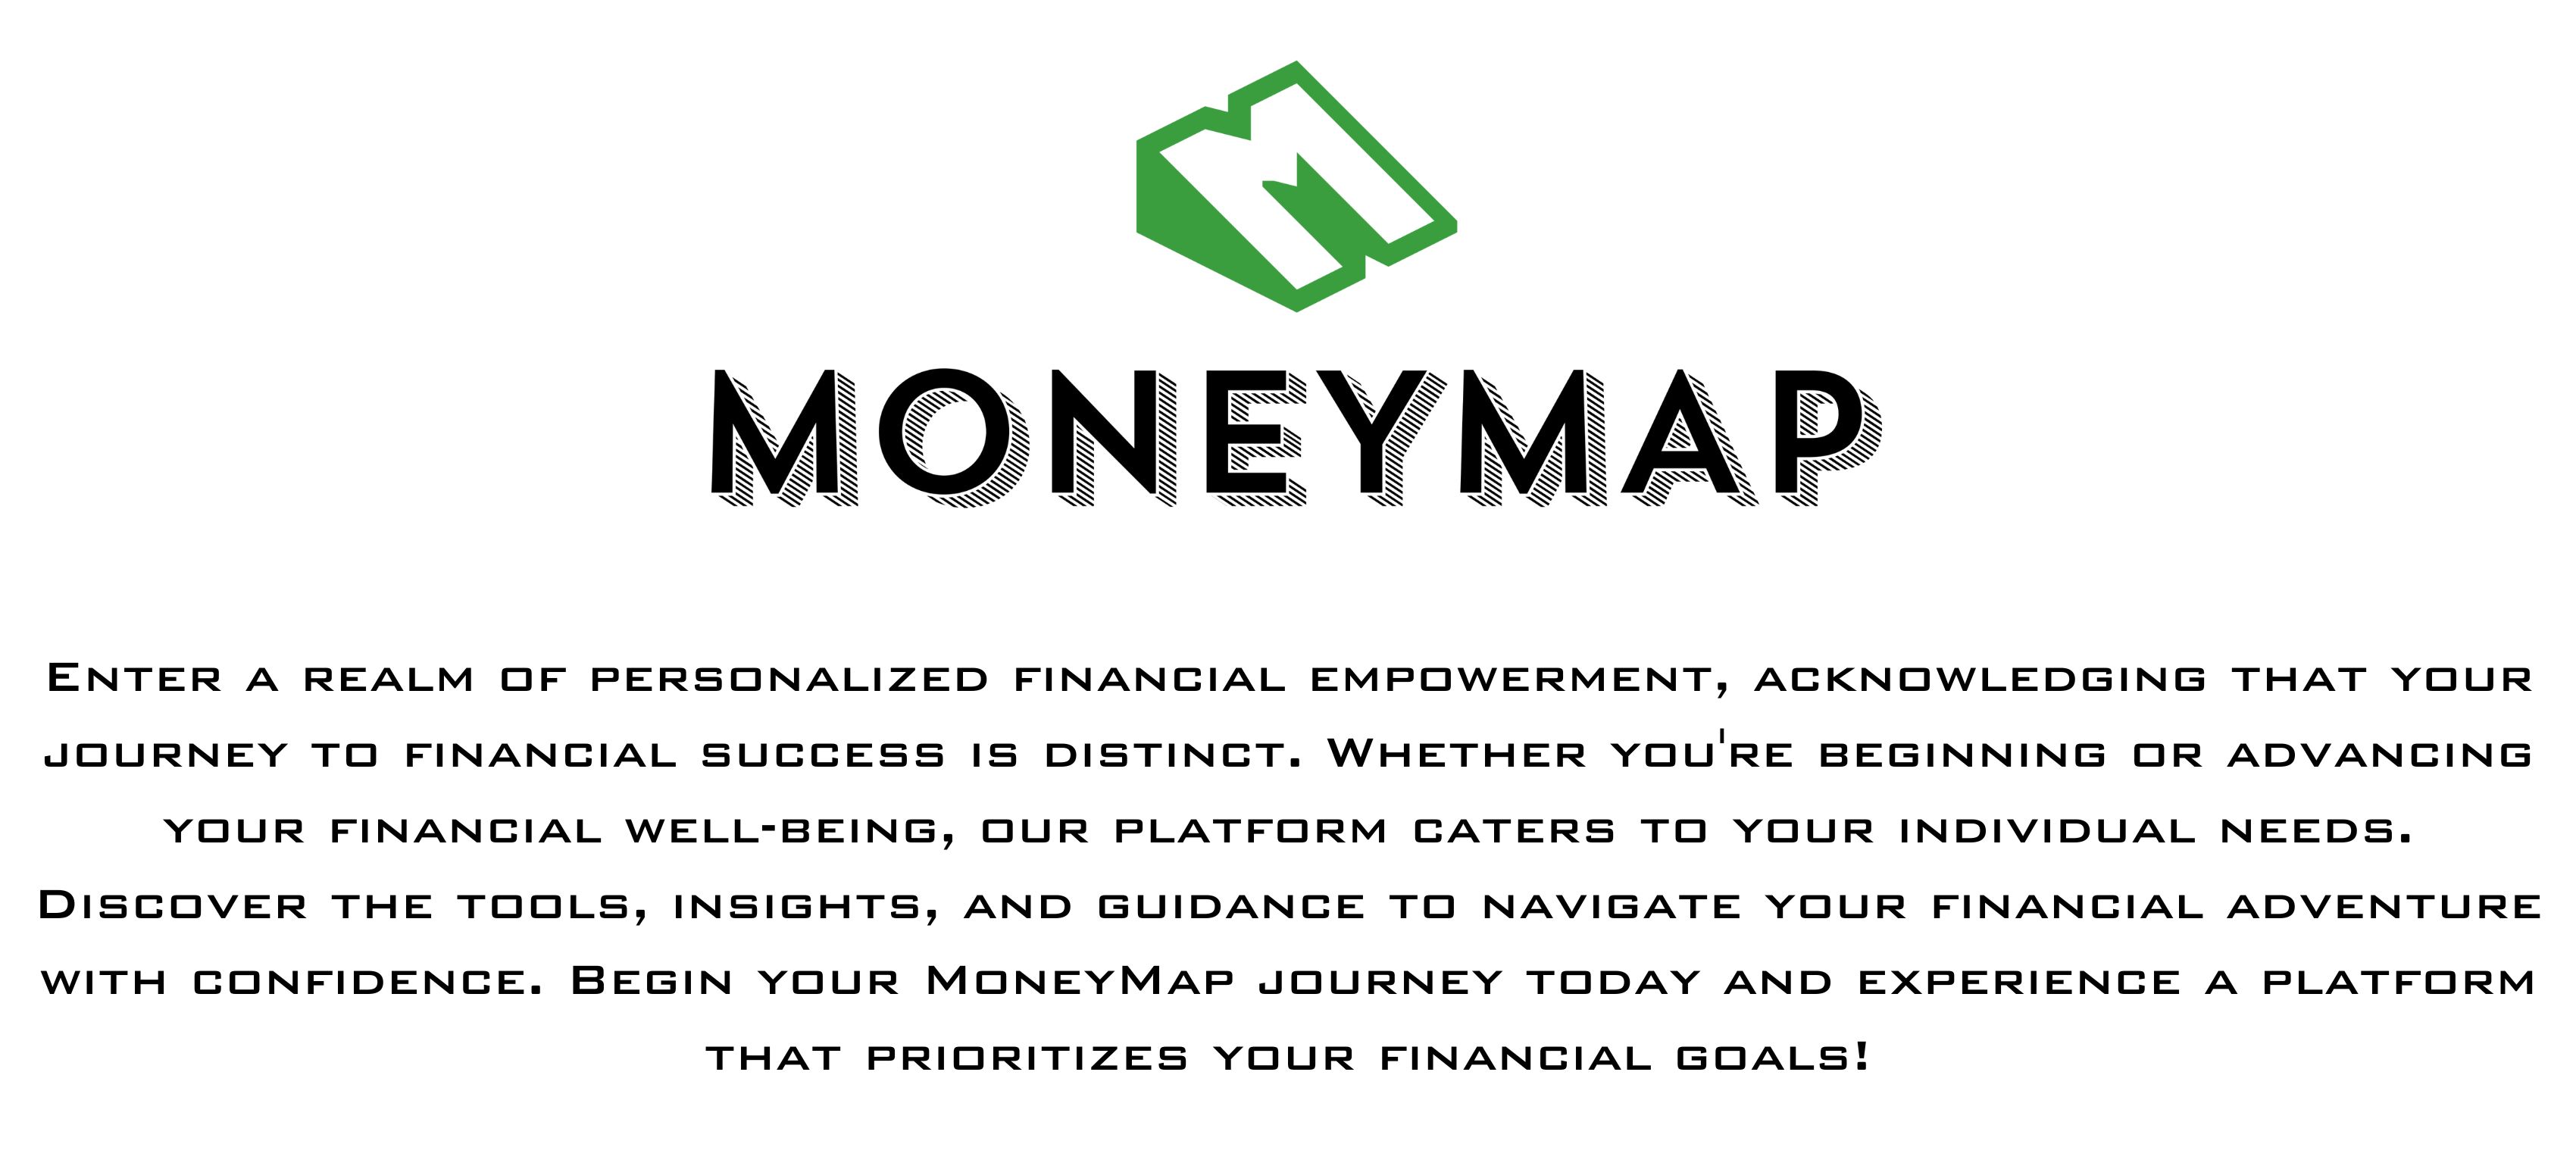 M
MONEYMAP
Enter a realm of personalized financial empowerment, acknowledging that your
journey to financial success is distinct. Whether you're beginning or advancing
your financial well-being, our platform caters to your individual needs.
Discover the tools, insights, and guidance to navigate your financial adventure
with confidence. Begin your MoneyMap journey today and experience a platform
that prioritizes your financial goals!